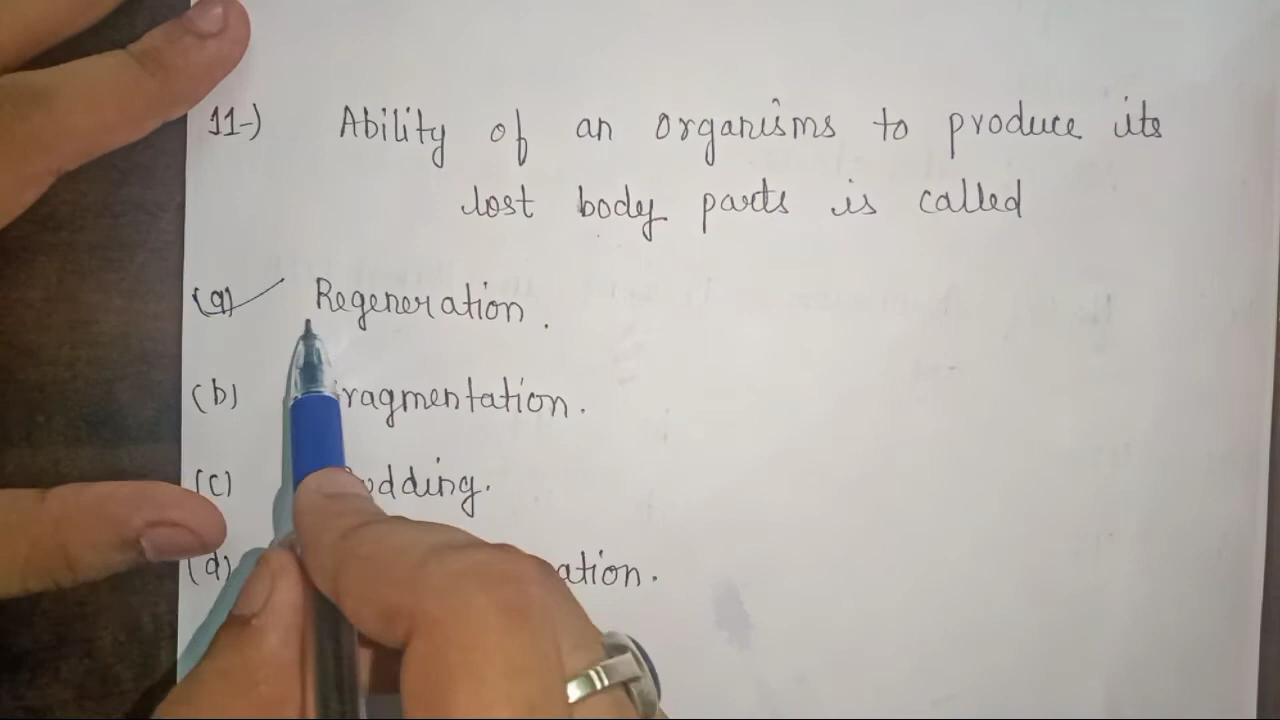 11-) Ability of an organisms to produce its
lost body parts is called
(a) Regeneration.
(b) ragmentation.
(c) dding.
(d) ation.